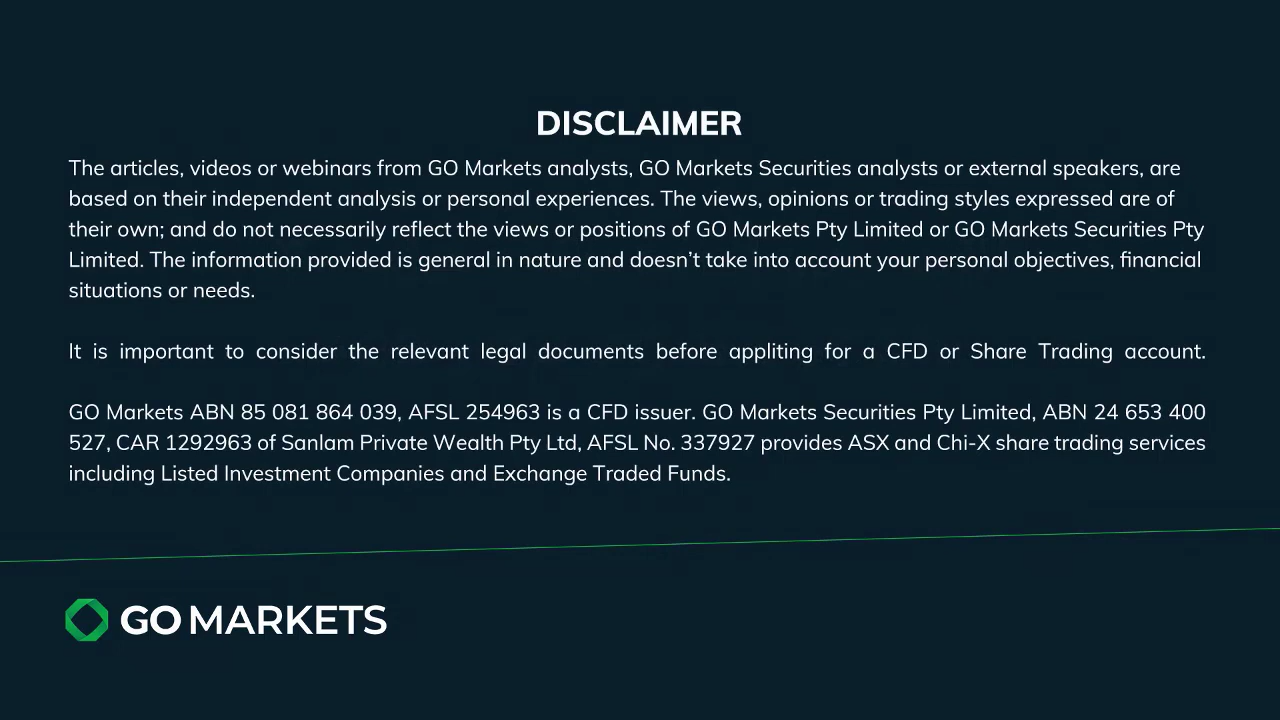 DISCLAIMER
The articles, videos or webinars from GO Markets analysts, GO Markets Securities analysts or external speakers, are
based on their independent analysis or personal experiences. The views, opinions or trading styles expressed are of
their own; and do not necessarily reflect the views or positions of GO Markets Pty Limited or GO Markets Securities Pty
Limited. The information provided is general in nature and doesn’t take into account your personal objectives, financial
situations or needs.
It is important to consider the relevant legal documents before appliting for a CFD or Share Trading account.
GO Markets ABN 85 081 864 039, AFSL 254963 is a CFD issuer. GO Markets Securities Pty Limited, ABN 24 653 400
527, CAR 1292963 of Sanlam Private Wealth Pty Ltd, AFSL No. 337927 provides ASX and Chi-X share trading services
including Listed Investment Companies and Exchange Traded Funds.
GO MARKETS